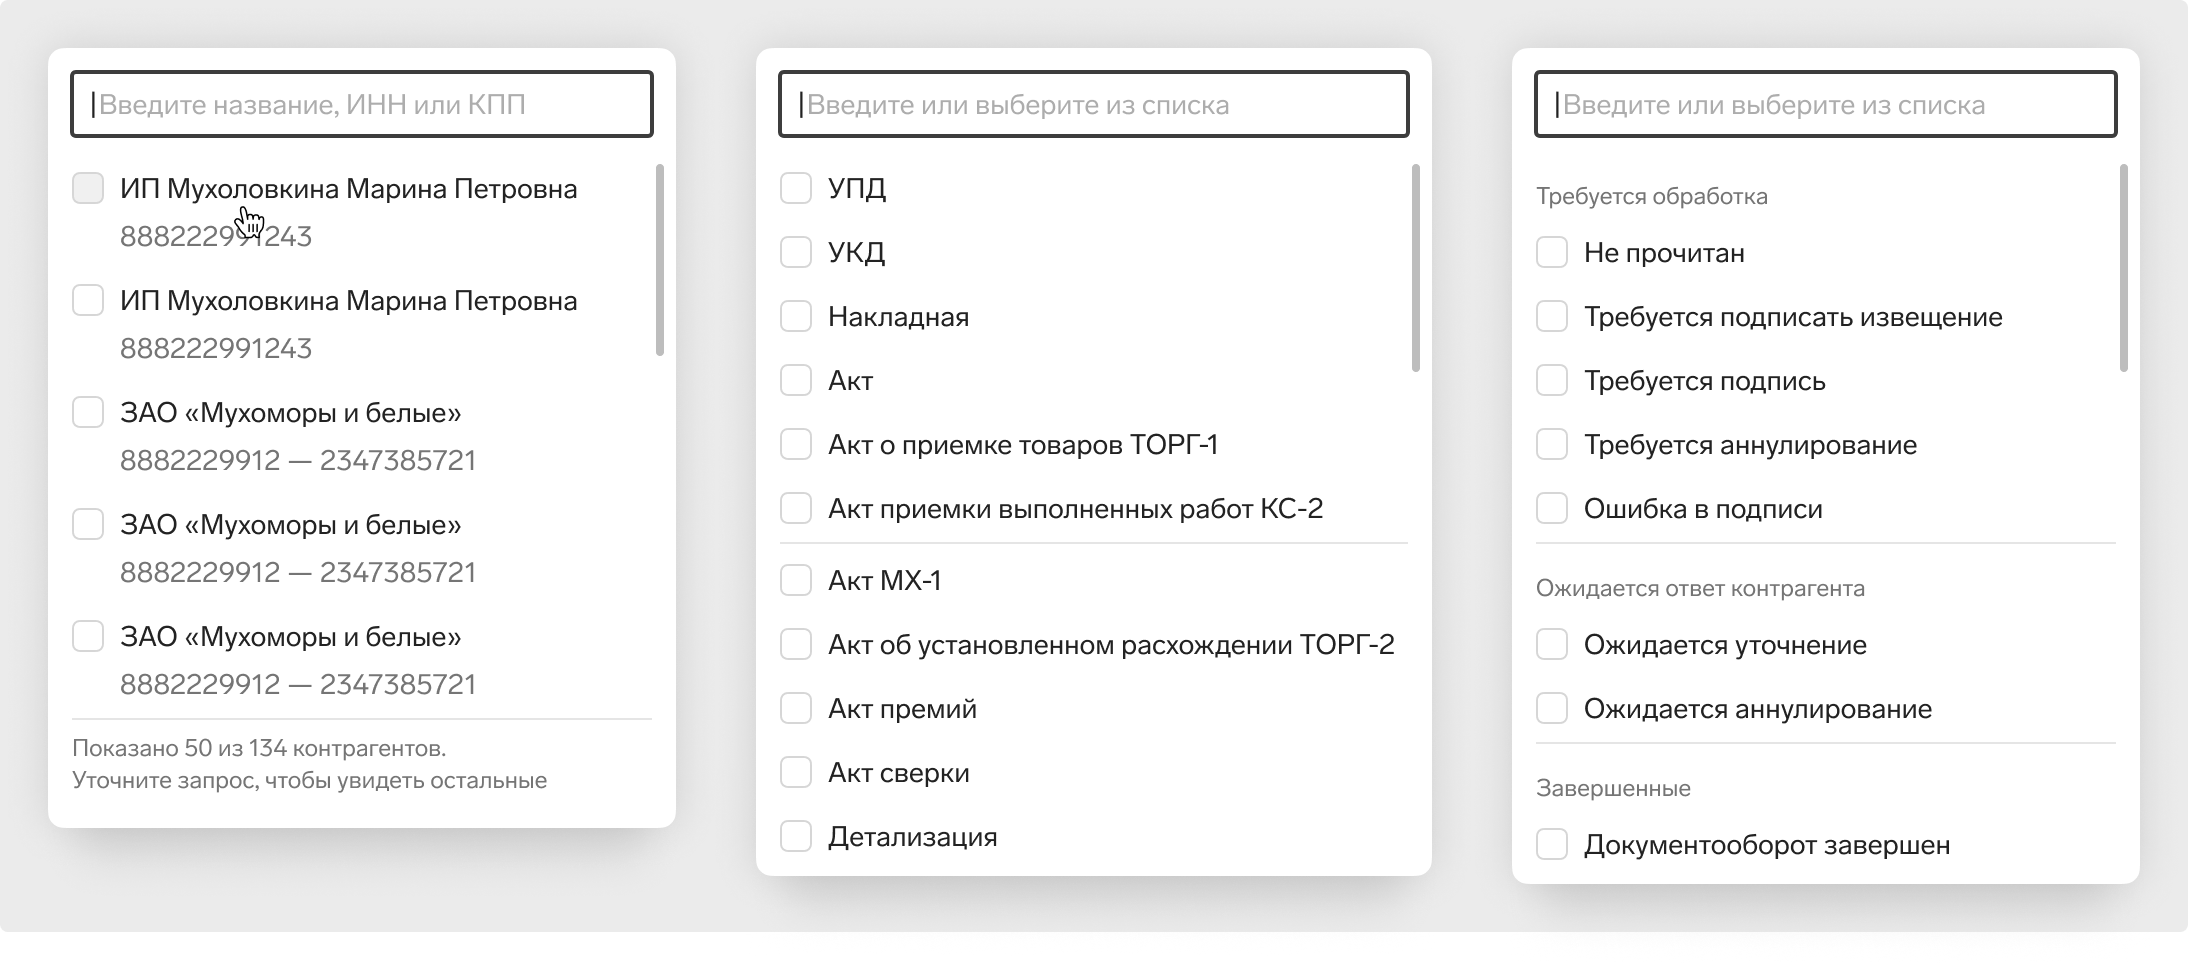 Введите название, ИНН или КПП
ИП Мухоловкина Марина Петровна
888222991243
ИП Мухоловкина Марина Петровна
888222991243
ЗАО «Мухоморы и белые»
8882229912 — 2347385721
ЗАО «Мухоморы и белые»
8882229912 — 2347385721
ЗАО «Мухоморы и белые»
8882229912 — 2347385721
Показано 50 из 134 контрагентов.
Уточните запрос, чтобы увидеть остальные
Введите или выберите из списка
УПД
УКД
Накладная
Акт
Акт о приемке товаров ТОРГ-1
Акт приемки выполненных работ КС-2
Акт МХ-1
Акт об установленном расхождении ТОРГ-2
Акт премий
Акт сверки
Детализация
Введите или выберите из списка
Требуется обработка
Не прочитан
Требуется подписать извещение
Требуется подпись
Требуется аннулирование
Ошибка в подписи
Ожидается ответ контрагента
Ожидается уточнение
Ожидается аннулирование
Завершенные
Документооборот завершен